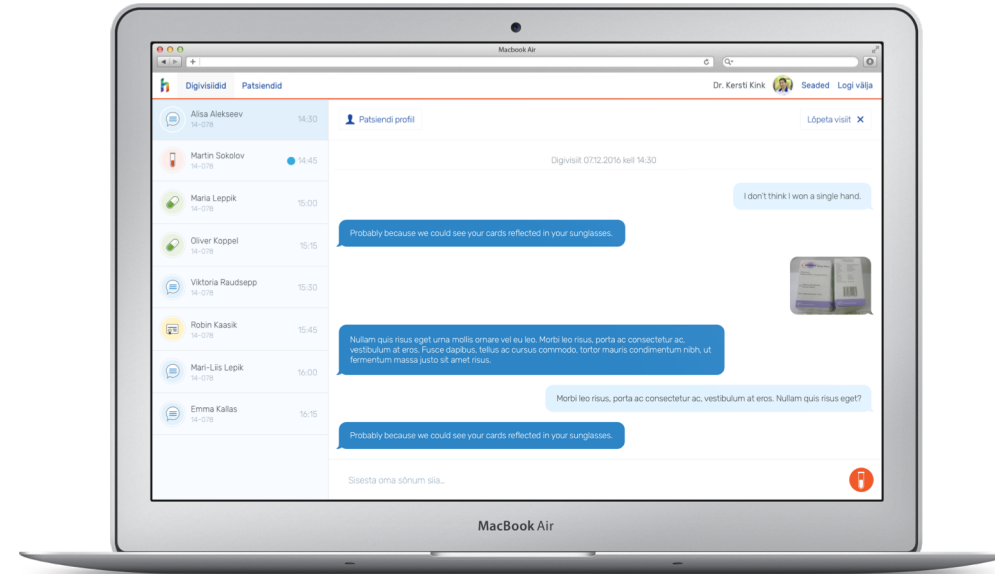 Macbook Air
Digivisiidid
Patsiendid
Dr. Kersti Kink
Seaded
Logi välja
Alisa Alekseev
14-078
14:30
Martin Sokolov
14-078
14:45
Maria Leppik
14-078
15:00
Oliver Koppel
14-078
15:15
Viktoria Raudsepp
14-078
15:30
Robin Kaasik
14-078
15:45
Mari-Liis Lepik
14-078
16:00
Emma Kallas
14-078
16:15
Patsiendi profiil
Lõpeta visiit
Digivisiit 07.12.2016 kell 14:30
I don't think I won a single hand.
Probably because we could see your cards reflected in your sunglasses.
Nullam quis risus eget urna mollis ornare vel eu leo. Morbi leo risus, porta ac consectetur ac,
vestibulum at eros. Fusce dapibus, tellus ac cursus commodo, tortor mauris condimentum nibh, ut
fermentum massa justo sit amet risus.
Morbi leo risus, porta ac consectetur ac, vestibulum at eros. Nullam quis risus eget?
Probably because we could see your cards reflected in your sunglasses.
Sisesta oma sõnum siia...
MacBook Air